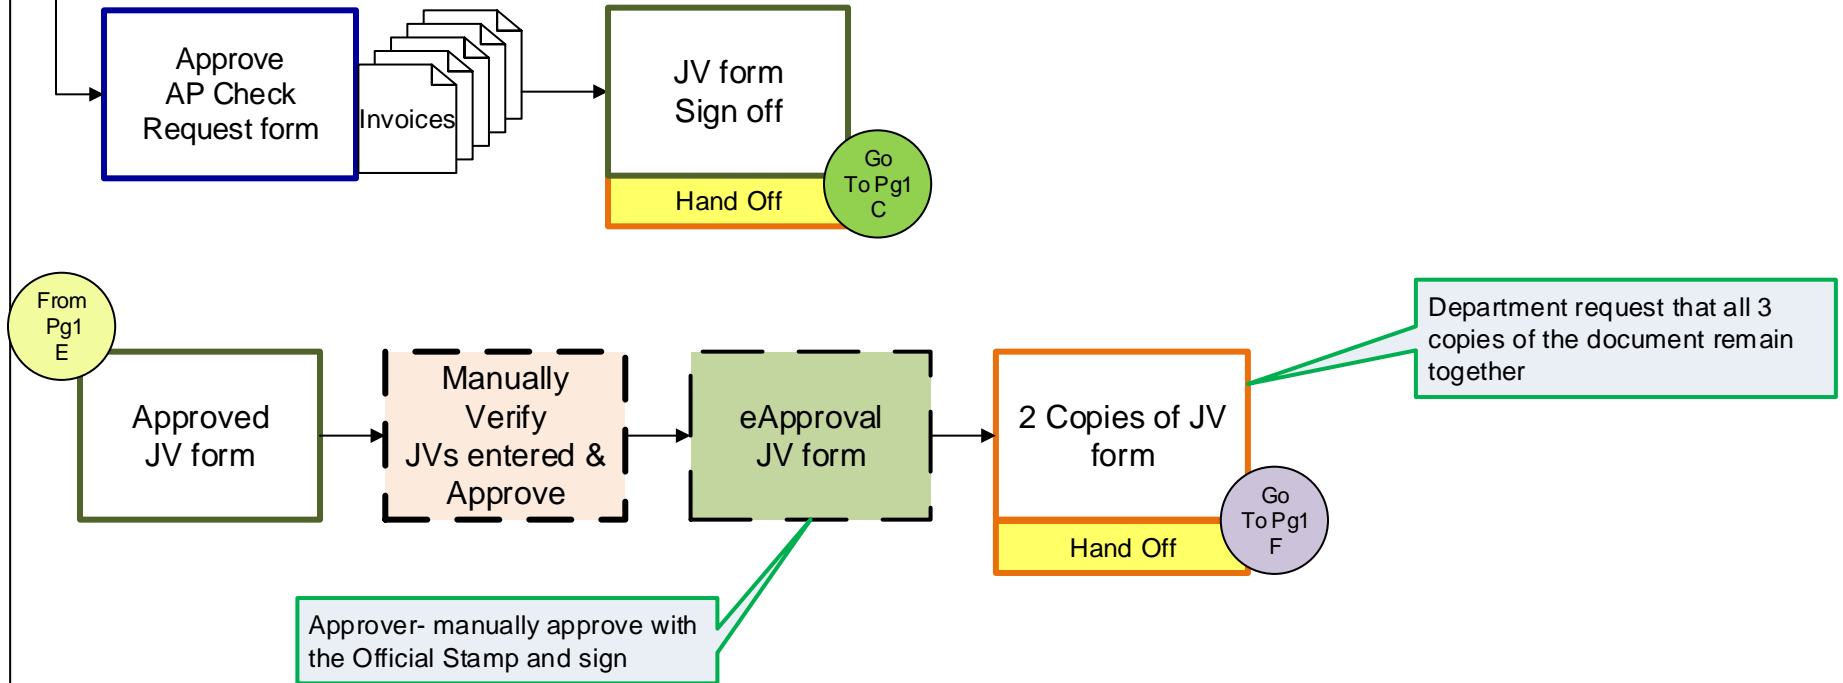 Approve
AP Check
Request form
Invoices
JV form
Sign off
Hand Off
Go
To Pg1
C
From
Pg1
E
Approved
JV form
Manually
Verify
JVs entered &
Approve
eApproval
JV form
2 Copies of JV
form
Hand Off
Go
To Pg1
F
Department request that all 3
copies of the document remain
together
Approver- manually approve with
the Official Stamp and sign